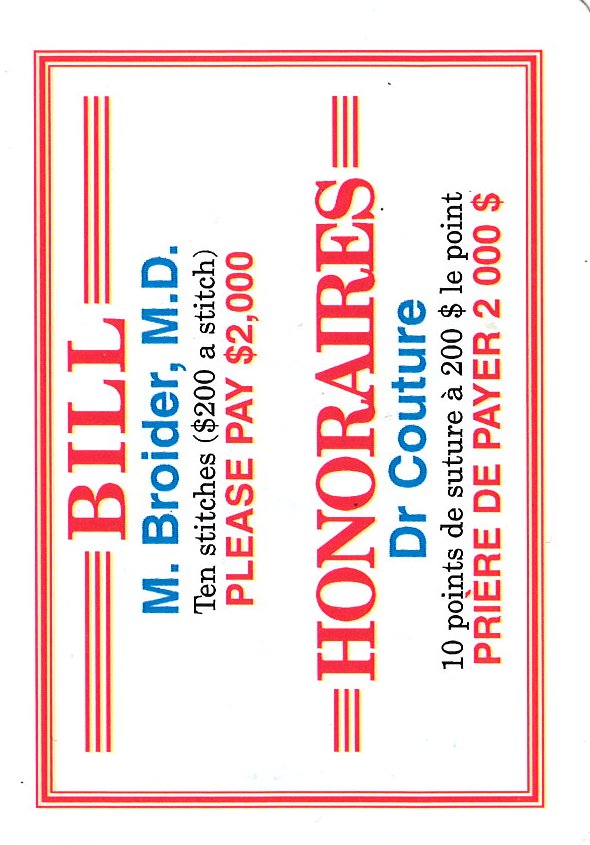 BILL
M. Broider, M.D.
Ten stitches ($200 a stitch)
PLEASE PAY $2,000
HONORAIRES
Dr Couture
10 points de suture à 200 $ le point
PRIÈRE DE PAYER 2 000 $